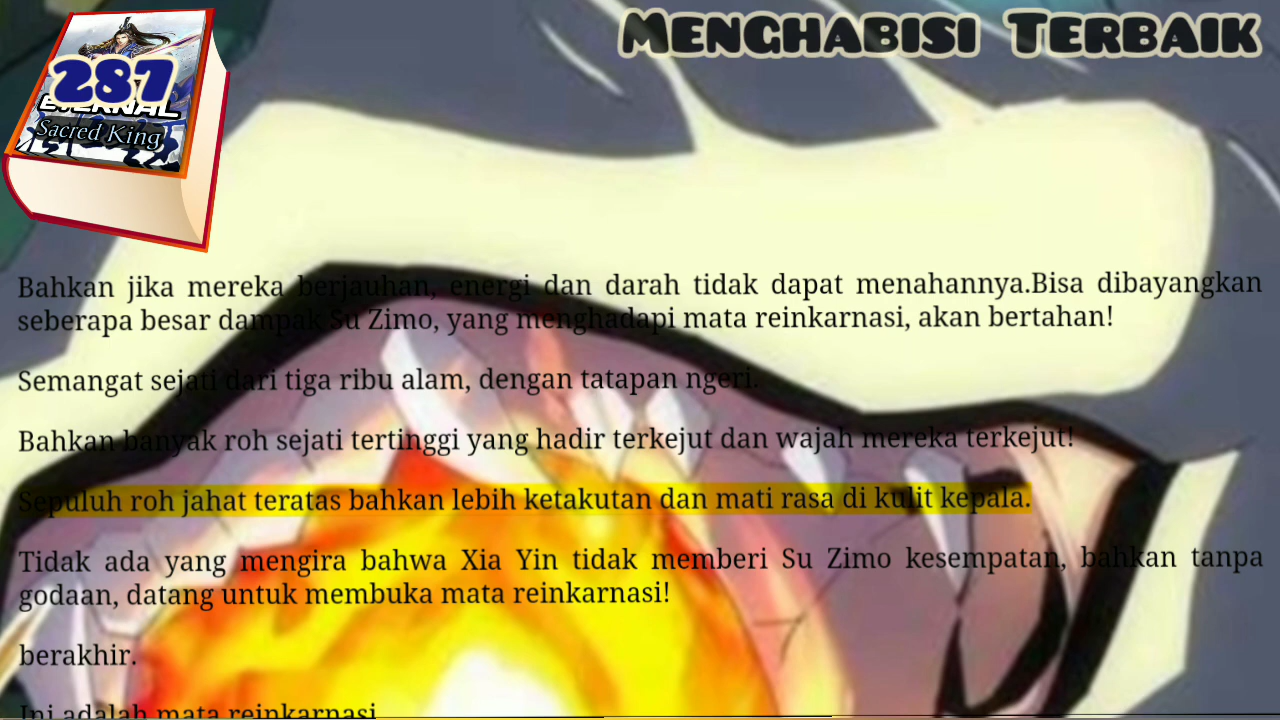 Menghabisi Terbaik
287
ETERNAL
Sacred King
Bahkan jika mereka berjauhan, energi dan darah tidak dapat menahannya.Bisa dibayangkan
seberapa besar dampak Su Zimo, yang menghadapi mata reinkarnasi, akan bertahan!
Semangat sejati dari tiga ribu alam, dengan tatapan ngeri.
Bahkan banyak roh sejati tertinggi yang hadir terkejut dan wajah mereka terkejut!
Sepuluh roh jahat teratas bahkan lebih ketakutan dan mati rasa di kulit kepala.
Tidak ada yang mengira bahwa Xia Yin tidak memberi Su Zimo kesempatan, bahkan tanpa
godaan, datang untuk membuka mata reinkarnasi!
berakhir.
Ini adalah mata reinkarnasi